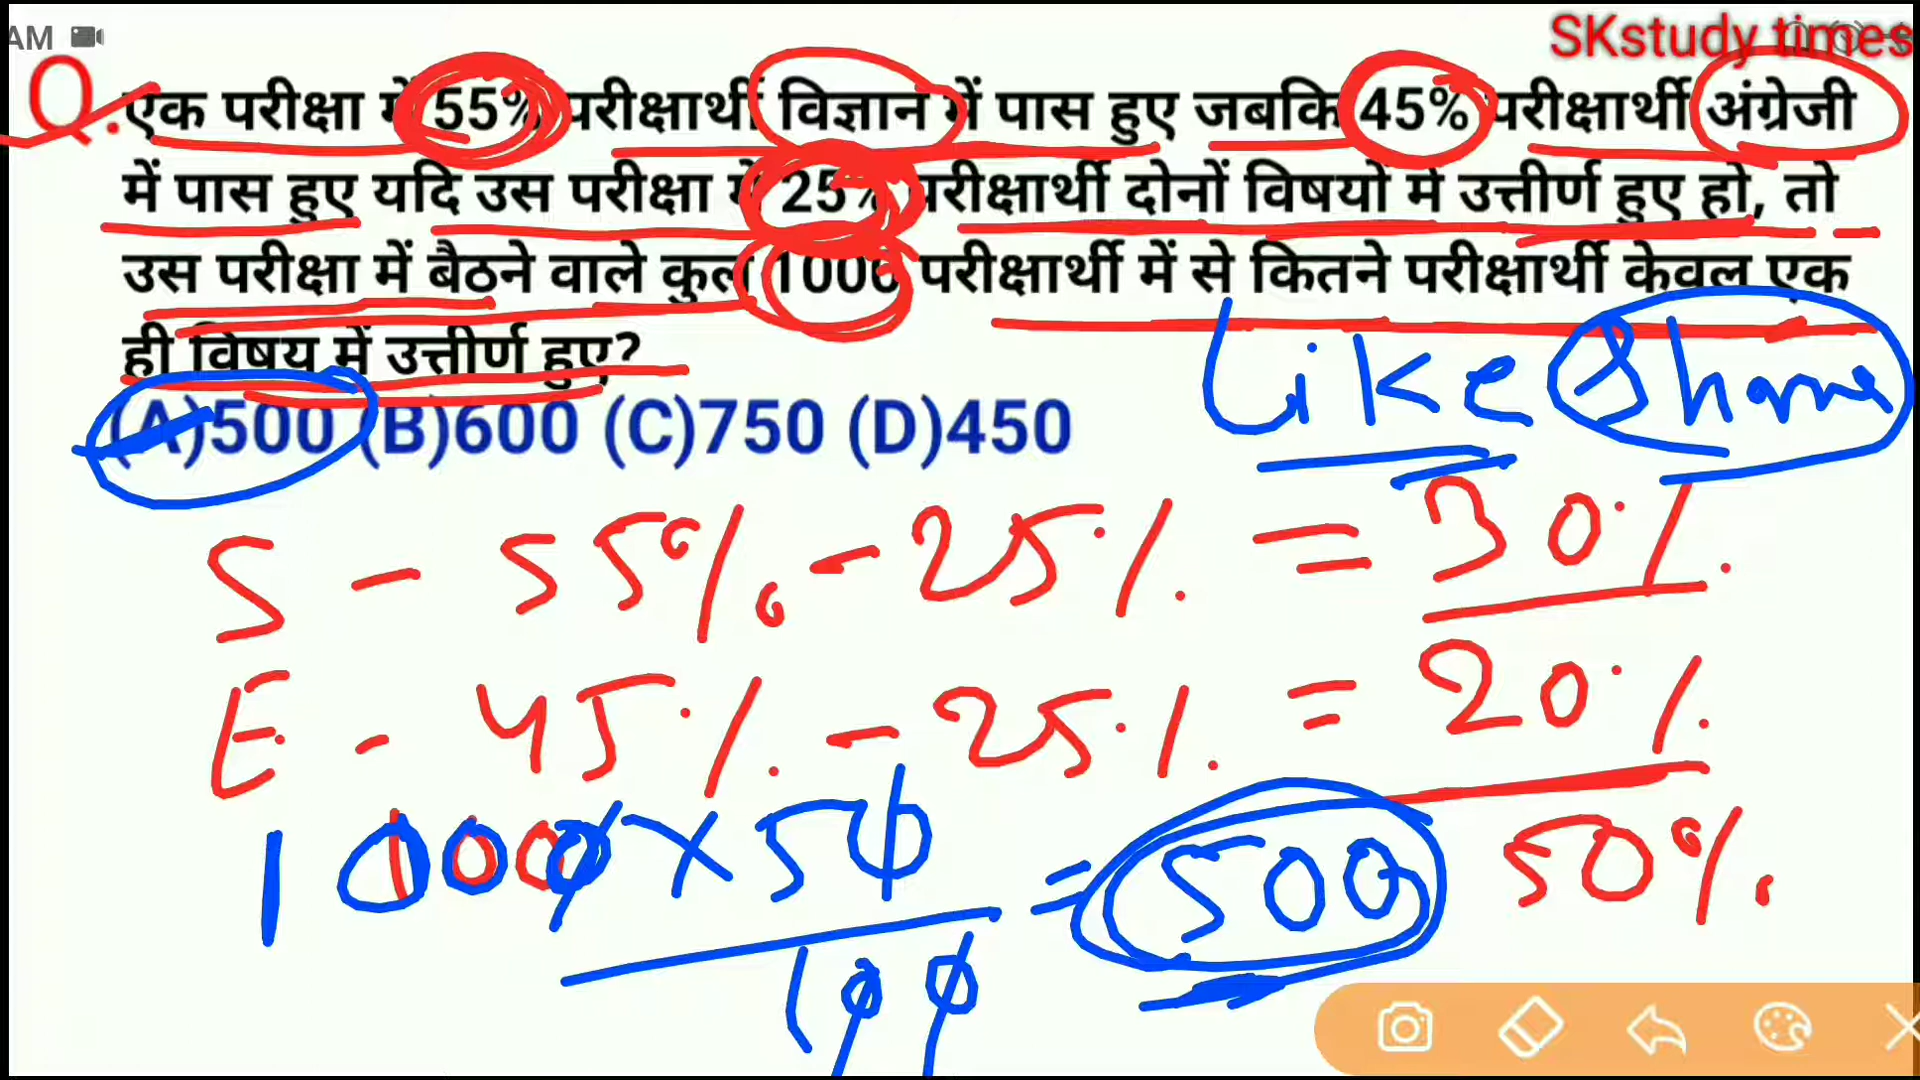 AM
SKstudy times
Q.एक परीक्षा में 55% परीक्षार्थी विज्ञान में पास हुए जबकि 45% परीक्षार्थी अंग्रेजी
में पास हुए यदि उस परीक्षा में 25% परीक्षार्थी दोनों विषयों में उत्तीर्ण हुए हो, तो
उस परीक्षा में बैठने वाले कुल 1000 परीक्षार्थी में से कितने परीक्षार्थी केवल एक
ही विषय में उत्तीर्ण हुए?
Like Share
(A)500 (B)600 (C)750 (D)450
S - 55% - 25% = 30%
E - 45% - 25% = 20%
1000 × 50 = 500 50%
100